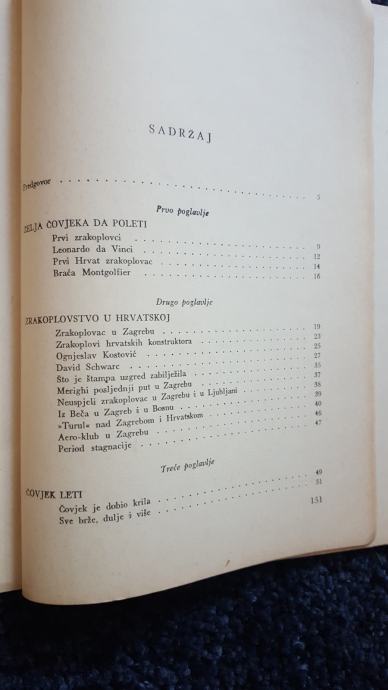 SADRŽAJ
Predgovor . . . 5
Prvo poglavlje
ŽELJA ČOVJEKA DA POLETI
Prvi zrakoplovci . . . 9
Leonardo da Vinci . . . 12
Prvi Hrvat zrakoplovac . . . 14
Braća Montgolfier . . . 16
Drugo poglavlje
ZRAKOPLOVSTVO U HRVATSKOJ
Zrakoplovac u Zagrebu . . . 19
Zrakoplovi hrvatskih konstruktora . . . 23
Ognjeslav Kostović . . . 25
David Schwarc . . . 27
Što je štampa uzgred zabilježila . . . 35
Merighi posljednji put u Zagrebu . . . 37
Neuspjeli zrakoplovac u Zagrebu i u Ljubljani . . . 38
Iz Beča u Zagreb i u Bosnu . . . 39
»Turul« nad Zagrebom i Hrvatskom . . . 40
Aero-klub u Zagrebu . . . 46
Period stagnacije . . . 47
Treće poglavlje
ČOVJEK LETI
Čovjek je dobio krila . . . 49
Sve brže, dulje i više . . . 51
151